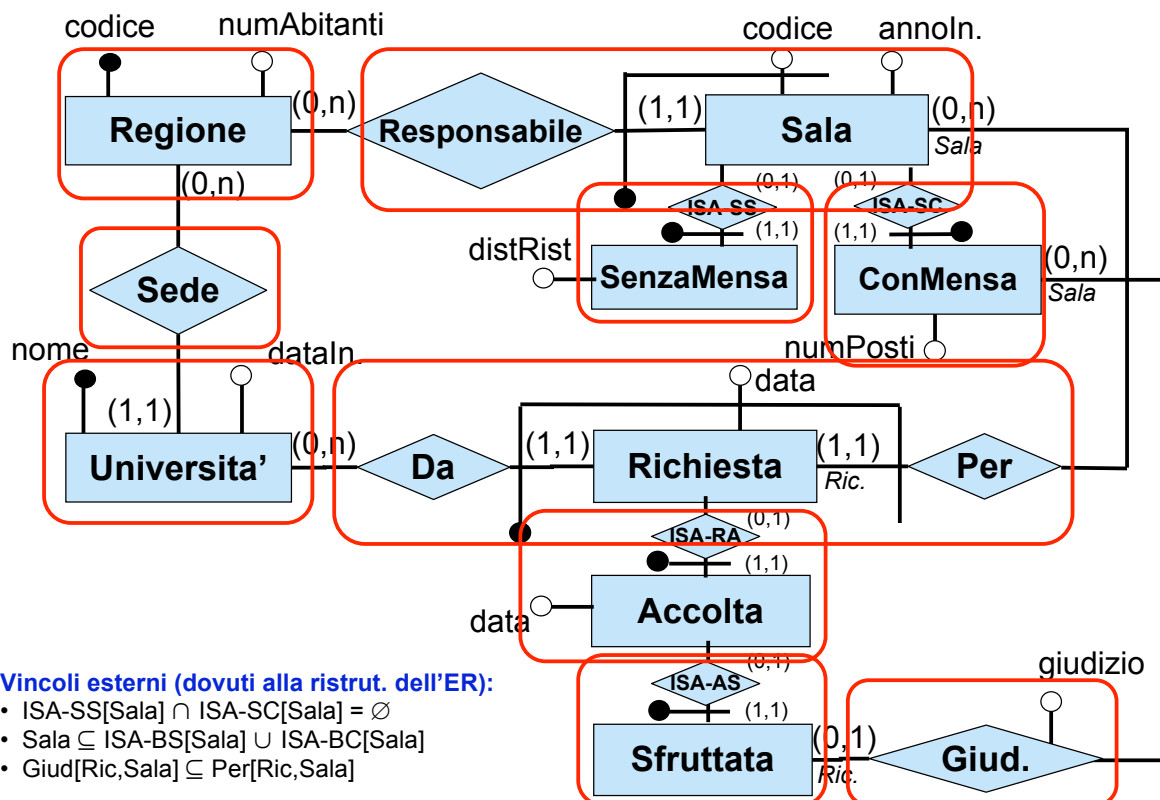 codice
numAbitanti
codice
annoIn.
Regione
(0,n)
Responsabile
(1,1)
Sala
(0,n)
Sala
(0,n)
(0,1)
(0,1)
ISA-SS
ISA-SC
(1,1)
(1,1)
distRist
SenzaMensa
ConMensa
(0,n)
Sala
Sede
numPosti
nome
dataIn.
data
(1,1)
Universita’
(0,n)
Da
(1,1)
Richiesta
(1,1)
Ric.
Per
(0,1)
ISA-RA
(1,1)
data
Accolta
(0,1)
ISA-AS
(1,1)
giudizio
Sfruttata
(0,1)
Ric.
Giud.
Vincoli esterni (dovuti alla ristrut. dell’ER):
• ISA-SS[Sala] ∩ ISA-SC[Sala] = ∅
• Sala ⊆ ISA-BS[Sala] ∪ ISA-BC[Sala]
• Giud[Ric,Sala] ⊆ Per[Ric,Sala]